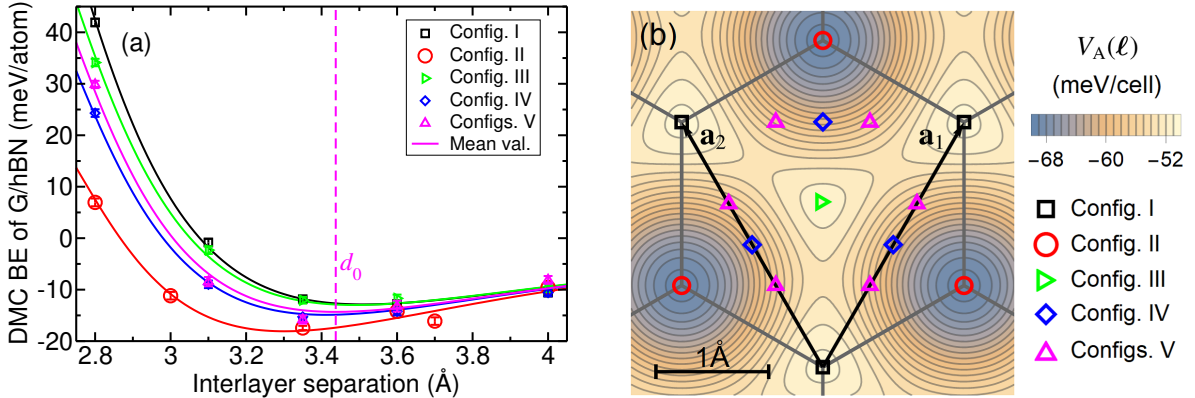 (a)
DMC BE of G/hBN (meV/atom)
45
40
30
20
10
0
-10
-20
2.8
3
3.2
3.4
3.6
3.8
4
Interlayer separation (Å)
Config. I
Config. II
Config. III
Config. IV
Configs. V
Mean val.
d₀
(b)
a₂
a₁
1Å
V_A(ℓ)
(meV/cell)
−68
−60
−52
Config. I
Config. II
Config. III
Config. IV
Configs. V